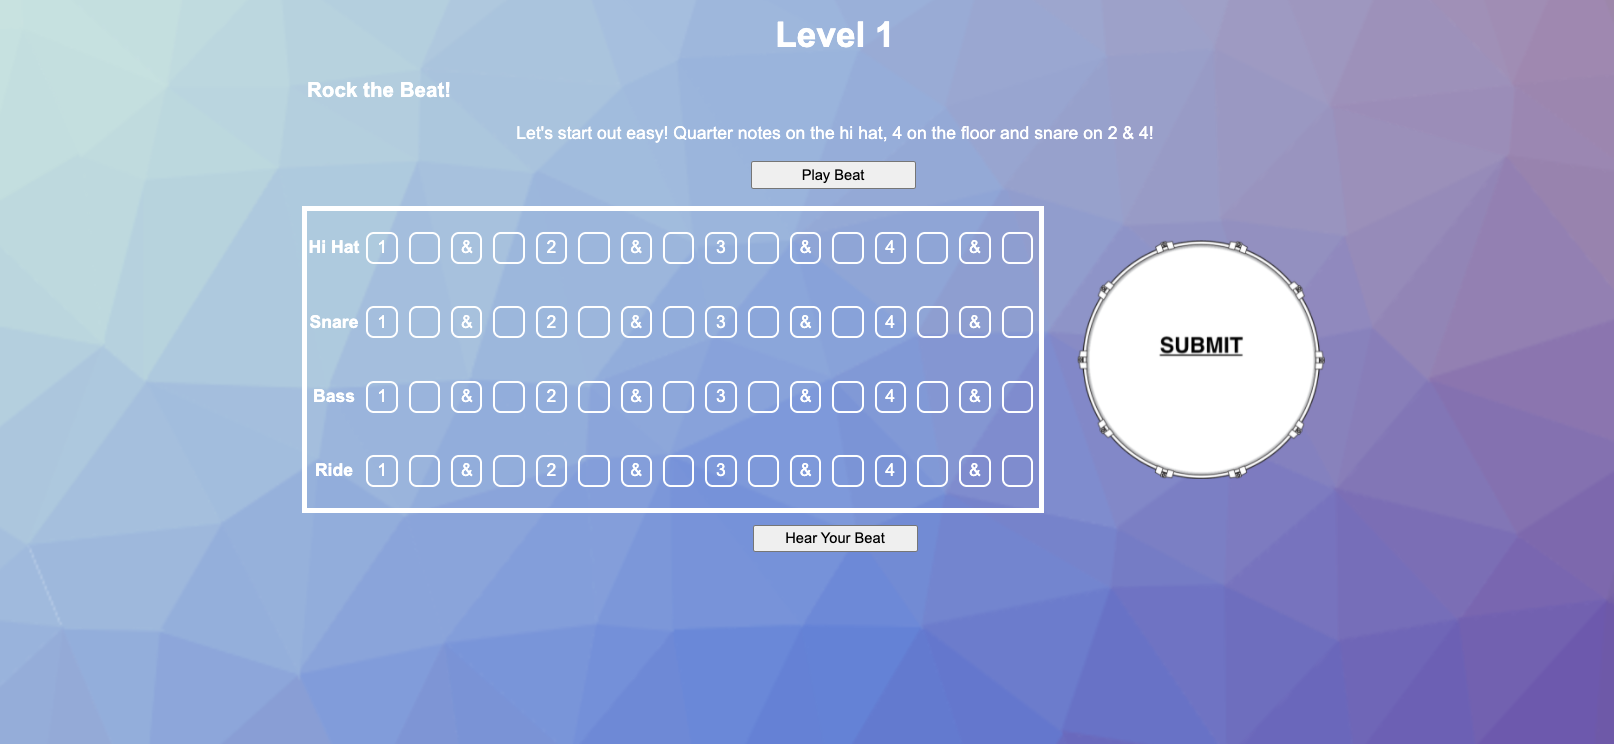 Level 1
Rock the Beat!
Let's start out easy! Quarter notes on the hi hat, 4 on the floor and snare on 2 & 4!
Play Beat
Hi Hat 1 & 2 & 3 & 4 &
Snare 1 & 2 & 3 & 4 &
Bass 1 & 2 & 3 & 4 &
Ride 1 & 2 & 3 & 4 &
SUBMIT
Hear Your Beat